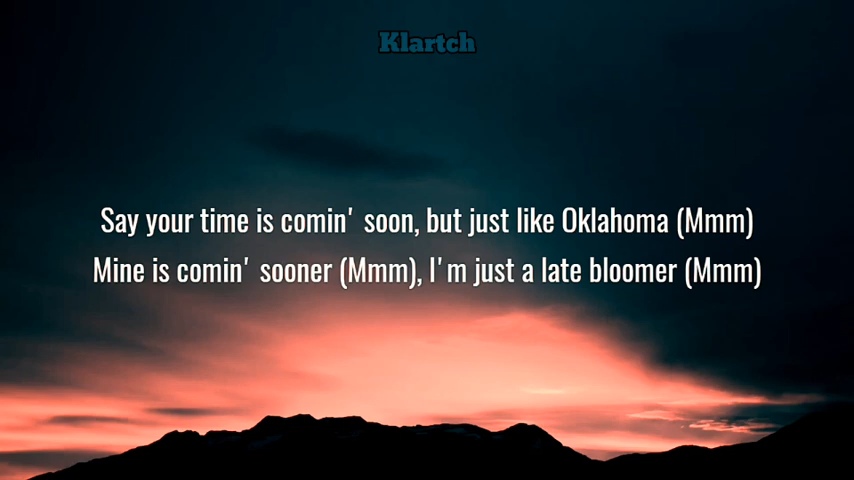 Klartch
Say your time is comin' soon, but just like Oklahoma (Mmm)
Mine is comin' sooner (Mmm), I'm just a late bloomer (Mmm)